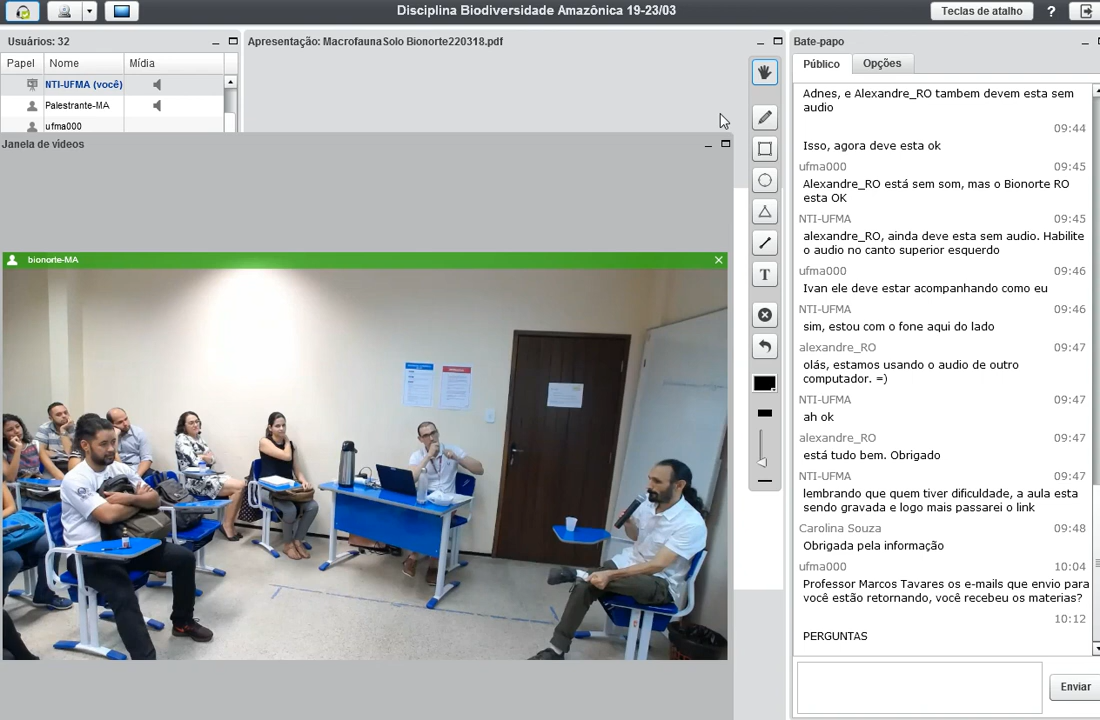 Disciplina Biodiversidade Amazônica 19-23/03
Teclas de atalho
?
Usuários: 32
Papel Nome Mídia
NTI-UFMA (você)
Palestrante-MA
ufma000
Apresentação: MacrofaunaSolo Bionorte220318.pdf
Janela de vídeos
bionorte-MA
T
Bate-papo
Público Opções
Adnes, e Alexandre_RO tambem devem esta sem
audio
09:44
Isso, agora deve esta ok
ufma000 09:45
Alexandre_RO está sem som, mas o Bionorte RO
esta OK
NTI-UFMA 09:45
alexandre_RO, ainda deve esta sem audio. Habilite
o audio no canto superior esquerdo
ufma000 09:46
Ivan ele deve estar acompanhando como eu
NTI-UFMA 09:46
sim, estou com o fone aqui do lado
alexandre_RO 09:47
olás, estamos usando o audio de outro
computador. =)
NTI-UFMA 09:47
ah ok
alexandre_RO 09:47
está tudo bem. Obrigado
NTI-UFMA 09:47
lembrando que quem tiver dificuldade, a aula esta
sendo gravada e logo mais passarei o link
Carolina Souza 09:48
Obrigada pela informação
ufma000 10:04
Professor Marcos Tavares os e-mails que envio para
você estão retornando, você recebeu os materias?
10:12
PERGUNTAS
Enviar